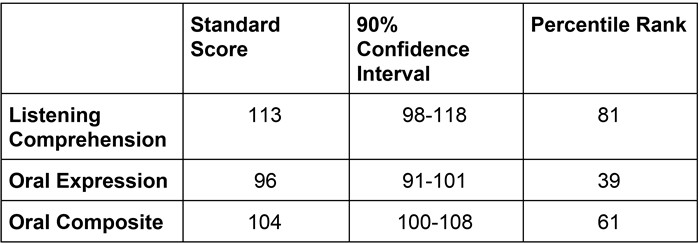 Standard Score
90% Confidence Interval
Percentile Rank
Listening Comprehension
113
98-118
81
Oral Expression
96
91-101
39
Oral Composite
104
100-108
61